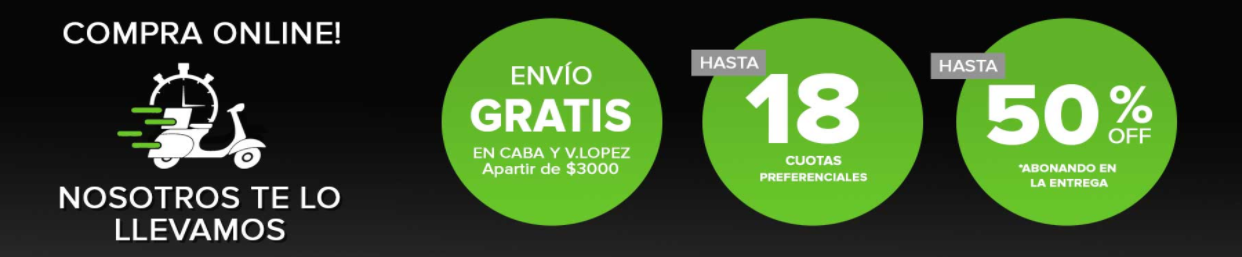 COMPRA ONLINE!
NOSOTROS TE LO
LLEVAMOS
ENVÍO
GRATIS
EN CABA Y V.LOPEZ
Apartir de $3000
HASTA
18
CUOTAS
PREFERENCIALES
HASTA
50 %
OFF
*ABONANDO EN
LA ENTREGA